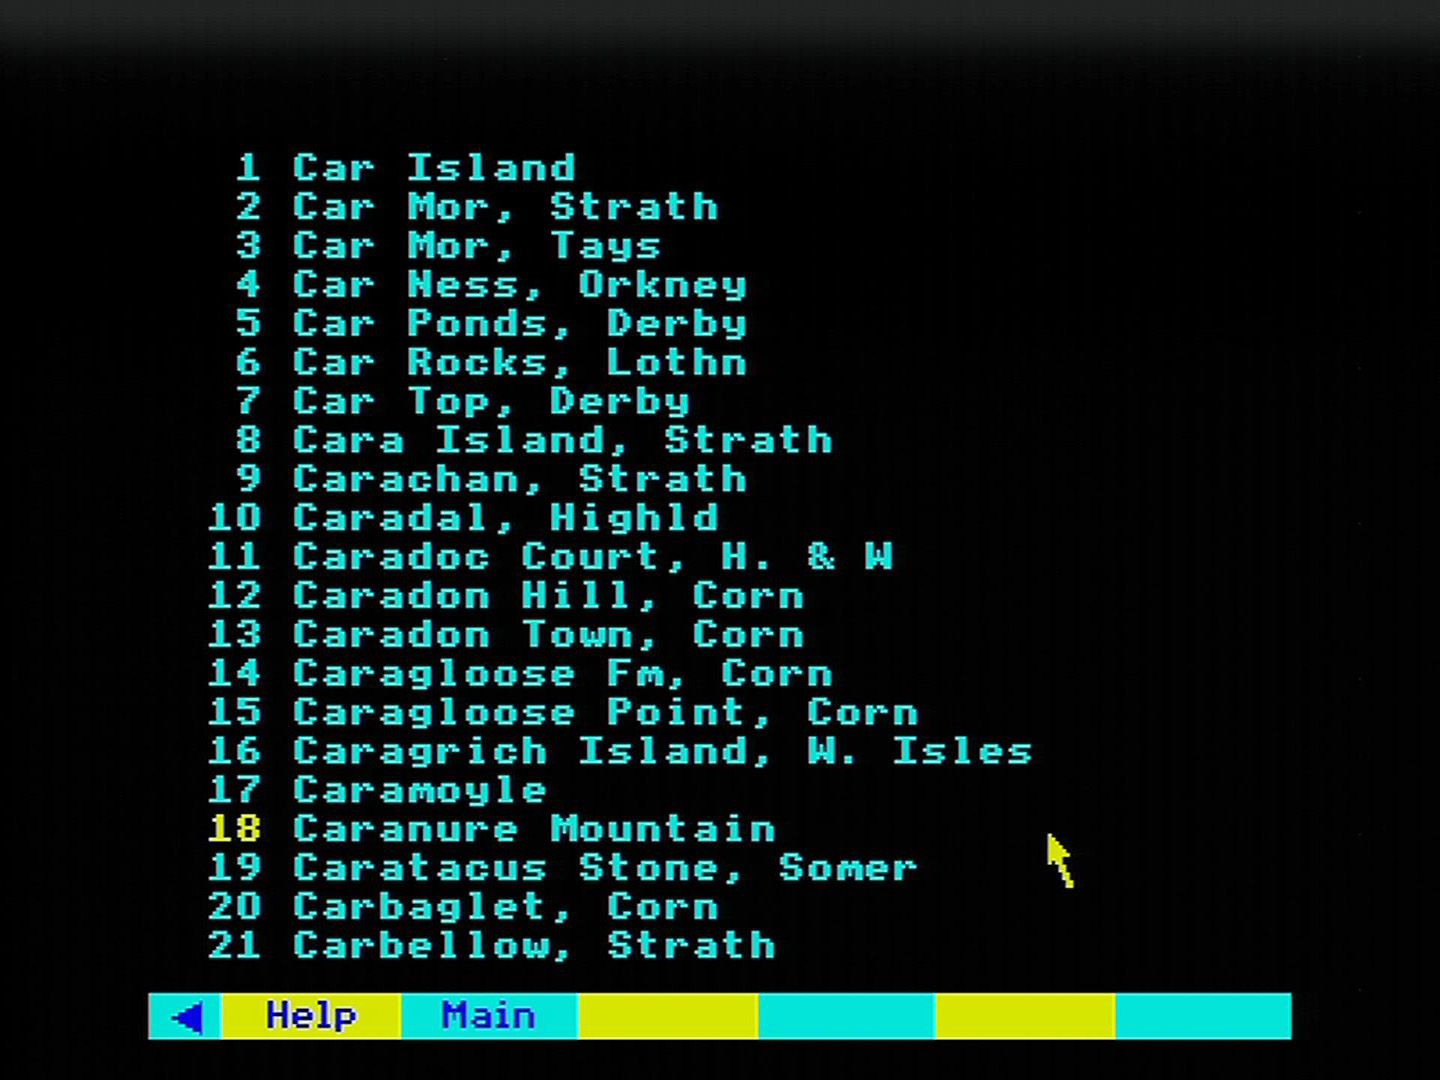 1 Car Island
2 Car Mor, Strath
3 Car Mor, Tays
4 Car Ness, Orkney
5 Car Ponds, Derby
6 Car Rocks, Lothn
7 Car Top, Derby
8 Cara Island, Strath
9 Carachan, Strath
10 Caradal, Highld
11 Caradoc Court, H. & W
12 Caradon Hill, Corn
13 Caradon Town, Corn
14 Caragloose Fm, Corn
15 Caragloose Point, Corn
16 Caragrich Island, W. Isles
17 Caramoyle
18 Caranure Mountain
19 Caratacus Stone, Somer
20 Carbaglet, Corn
21 Carbellow, Strath
Help Main